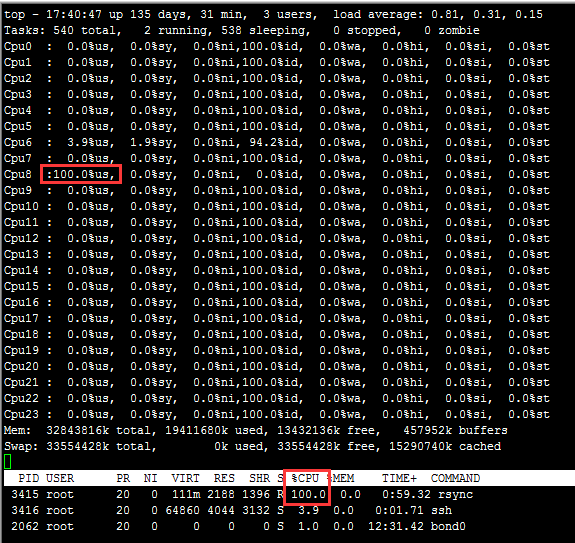 top - 17:40:47 up 135 days, 31 min,  3 users,  load average: 0.81, 0.31, 0.15
Tasks: 540 total,   2 running, 538 sleeping,   0 stopped,   0 zombie
Cpu0  :  0.0%us,  0.0%sy,  0.0%ni,100.0%id,  0.0%wa,  0.0%hi,  0.0%si,  0.0%st
Cpu1  :  0.0%us,  0.0%sy,  0.0%ni,100.0%id,  0.0%wa,  0.0%hi,  0.0%si,  0.0%st
Cpu2  :  0.0%us,  0.0%sy,  0.0%ni,100.0%id,  0.0%wa,  0.0%hi,  0.0%si,  0.0%st
Cpu3  :  0.0%us,  0.0%sy,  0.0%ni,100.0%id,  0.0%wa,  0.0%hi,  0.0%si,  0.0%st
Cpu4  :  0.0%us,  0.0%sy,  0.0%ni,100.0%id,  0.0%wa,  0.0%hi,  0.0%si,  0.0%st
Cpu5  :  0.0%us,  0.0%sy,  0.0%ni,100.0%id,  0.0%wa,  0.0%hi,  0.0%si,  0.0%st
Cpu6  :  3.9%us,  1.9%sy,  0.0%ni, 94.2%id,  0.0%wa,  0.0%hi,  0.0%si,  0.0%st
Cpu7  :  0.0%us,  0.0%sy,  0.0%ni,100.0%id,  0.0%wa,  0.0%hi,  0.0%si,  0.0%st
Cpu8  :100.0%us,  0.0%sy,  0.0%ni,  0.0%id,  0.0%wa,  0.0%hi,  0.0%si,  0.0%st
Cpu9  :  0.0%us,  0.0%sy,  0.0%ni,100.0%id,  0.0%wa,  0.0%hi,  0.0%si,  0.0%st
Cpu10 :  0.0%us,  0.0%sy,  0.0%ni,100.0%id,  0.0%wa,  0.0%hi,  0.0%si,  0.0%st
Cpu11 :  0.0%us,  0.0%sy,  0.0%ni,100.0%id,  0.0%wa,  0.0%hi,  0.0%si,  0.0%st
Cpu12 :  0.0%us,  0.0%sy,  0.0%ni,100.0%id,  0.0%wa,  0.0%hi,  0.0%si,  0.0%st
Cpu13 :  0.0%us,  0.0%sy,  0.0%ni,100.0%id,  0.0%wa,  0.0%hi,  0.0%si,  0.0%st
Cpu14 :  0.0%us,  0.0%sy,  0.0%ni,100.0%id,  0.0%wa,  0.0%hi,  0.0%si,  0.0%st
Cpu15 :  0.0%us,  0.0%sy,  0.0%ni,100.0%id,  0.0%wa,  0.0%hi,  0.0%si,  0.0%st
Cpu16 :  0.0%us,  0.0%sy,  0.0%ni,100.0%id,  0.0%wa,  0.0%hi,  0.0%si,  0.0%st
Cpu17 :  0.0%us,  0.0%sy,  0.0%ni,100.0%id,  0.0%wa,  0.0%hi,  0.0%si,  0.0%st
Cpu18 :  0.0%us,  0.0%sy,  0.0%ni,100.0%id,  0.0%wa,  0.0%hi,  0.0%si,  0.0%st
Cpu19 :  0.0%us,  0.0%sy,  0.0%ni,100.0%id,  0.0%wa,  0.0%hi,  0.0%si,  0.0%st
Cpu20 :  0.0%us,  0.0%sy,  0.0%ni,100.0%id,  0.0%wa,  0.0%hi,  0.0%si,  0.0%st
Cpu21 :  0.0%us,  0.0%sy,  0.0%ni,100.0%id,  0.0%wa,  0.0%hi,  0.0%si,  0.0%st
Cpu22 :  0.0%us,  0.0%sy,  0.0%ni,100.0%id,  0.0%wa,  0.0%hi,  0.0%si,  0.0%st
Cpu23 :  0.0%us,  0.0%sy,  0.0%ni,100.0%id,  0.0%wa,  0.0%hi,  0.0%si,  0.0%st
Mem:  32843816k total, 19411680k used, 13432136k free,   457952k buffers
Swap: 33554428k total,        0k used, 33554428k free, 15290740k cached
PID USER      PR  NI  VIRT  RES  SHR S %CPU %MEM    TIME+  COMMAND
3415 root      20   0  111m 2188 1396 R 100.0  0.0   0:59.32 rsync
3416 root      20   0 64860 4044 3132 S  3.9  0.0   0:01.71 ssh
2062 root      20   0     0    0    0 S  1.0  0.0  12:31.42 bond0